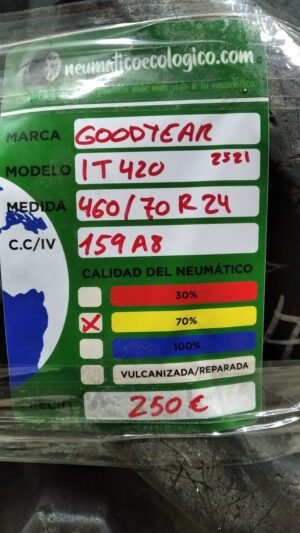 neumaticoecologico.com
MARCA GOODYEAR
MODELO IT 420 2321
MEDIDA 460/70 R 24
C.C/IV 159 A8
CALIDAD DEL NEUMÁTICO
30%
70%
100%
VULCANIZADA/REPARADA
PRECIO 250 €